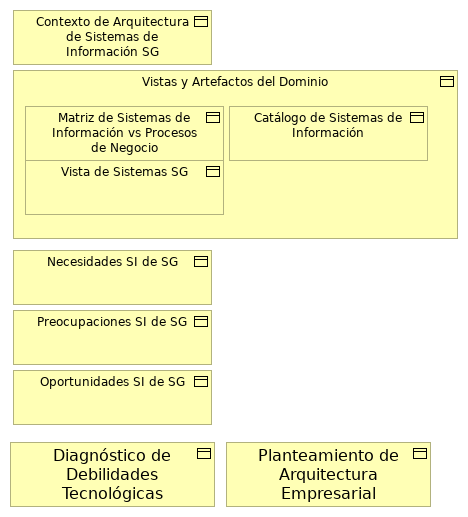 Contexto de Arquitectura
de Sistemas de
Información SG
Vistas y Artefactos del Dominio
Matriz de Sistemas de
Información vs Procesos
de Negocio
Catálogo de Sistemas de
Información
Vista de Sistemas SG
Necesidades SI de SG
Preocupaciones SI de SG
Oportunidades SI de SG
Diagnóstico de
Debilidades
Tecnológicas
Planteamiento de
Arquitectura
Empresarial